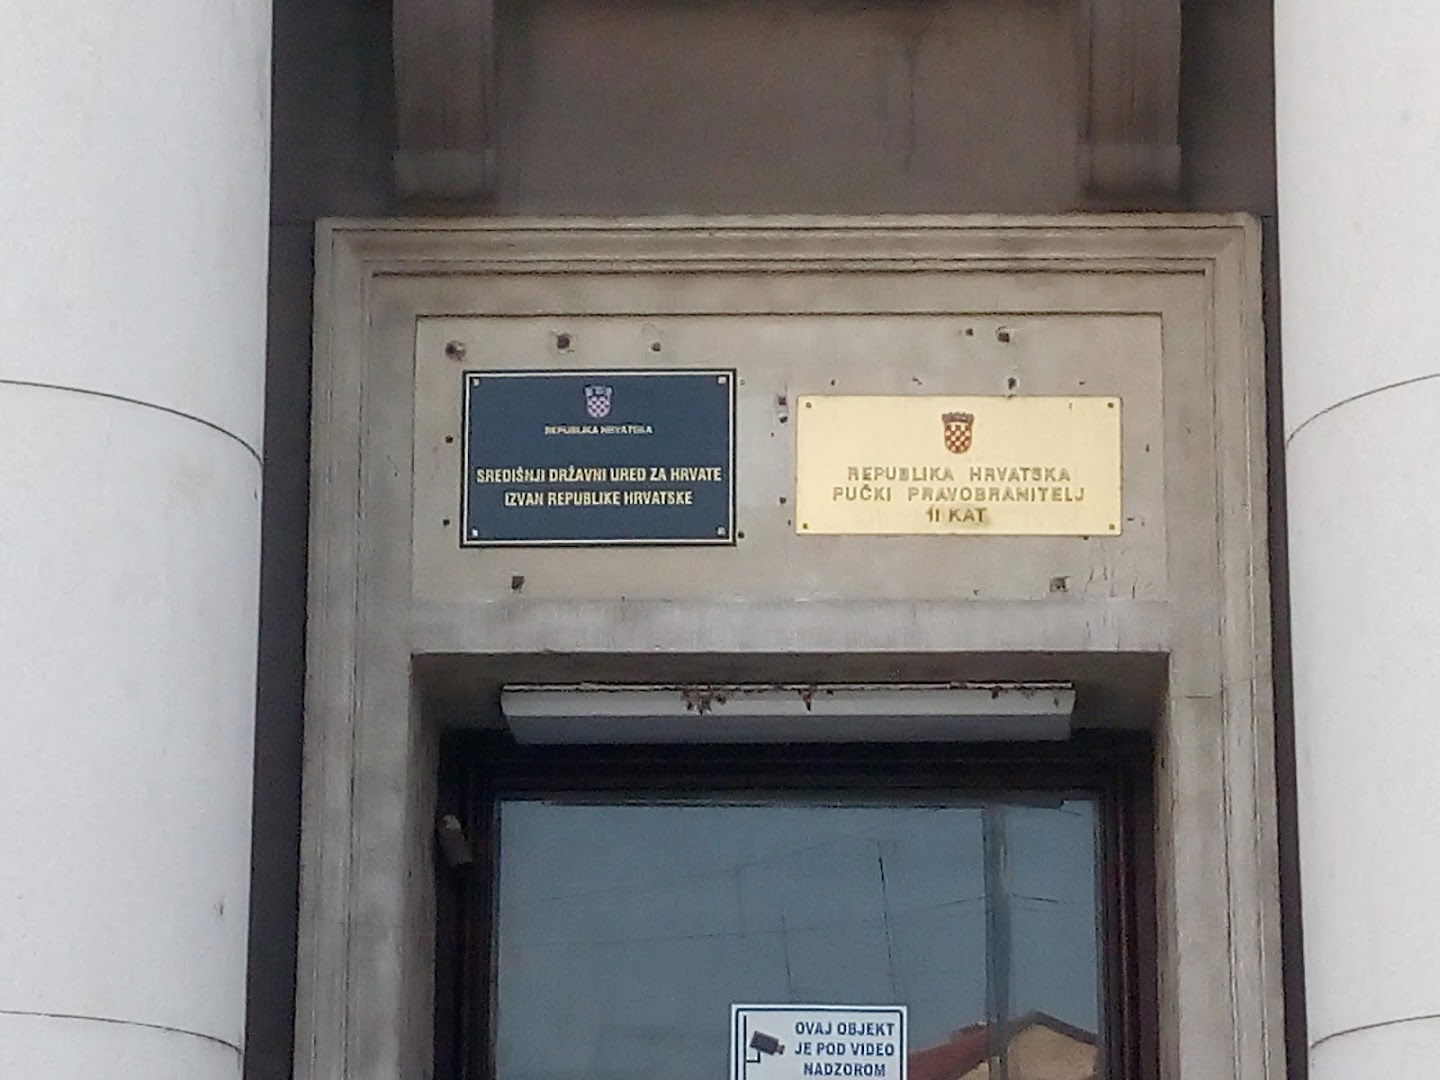 REPUBLIKA HRVATSKA
SREDIŠNJI DRŽAVNI URED ZA HRVATE
IZVAN REPUBLIKE HRVATSKE
REPUBLIKA HRVATSKA
PUČKI PRAVOBRANITELJ
II KAT
OVAJ OBJEKT
JE POD VIDEO
NADZOROM